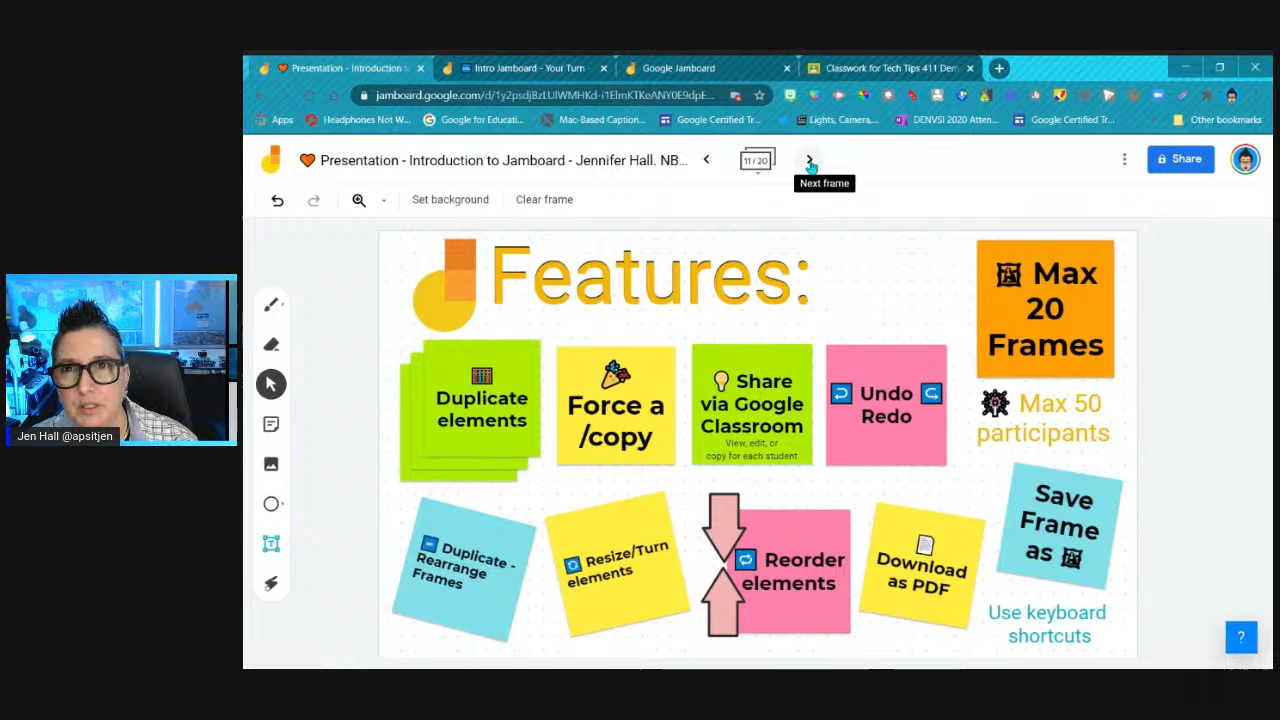 Presentation - Introduction to
Intro Jamboard - Your Turn -
Google Jamboard
Classwork for Tech Tips 411 Dem
jamboard.google.com/d/
Apps
Headphones Not W...
Google for Educati...
Mac-Based Caption...
Google Certified Tr...
Lights, Camera,...
DENVSI 2020 Atten...
Google Certified Tr...
Other bookmarks
Presentation - Introduction to Jamboard - Jennifer Hall. NB...
11 / 20
Share
Next frame
Set background
Clear frame
Features:
Max
20
Frames
Duplicate
elements
Force a
/copy
Share
via Google
Classroom
View, edit, or
copy for each student
Undo
Redo
Max 50
participants
Duplicate -
Rearrange
Frames
Resize/Turn
elements
Reorder
elements
Download
as PDF
Save
Frame
as
Use keyboard
shortcuts
?
Jen Hall @apsitjen